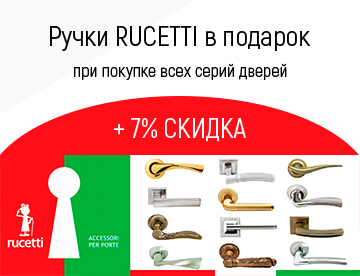 Ручки RUCETTI в подарок
при покупке всех серий дверей
+ 7% СКИДКА
rucetti
ACCESSORI
PER PORTE